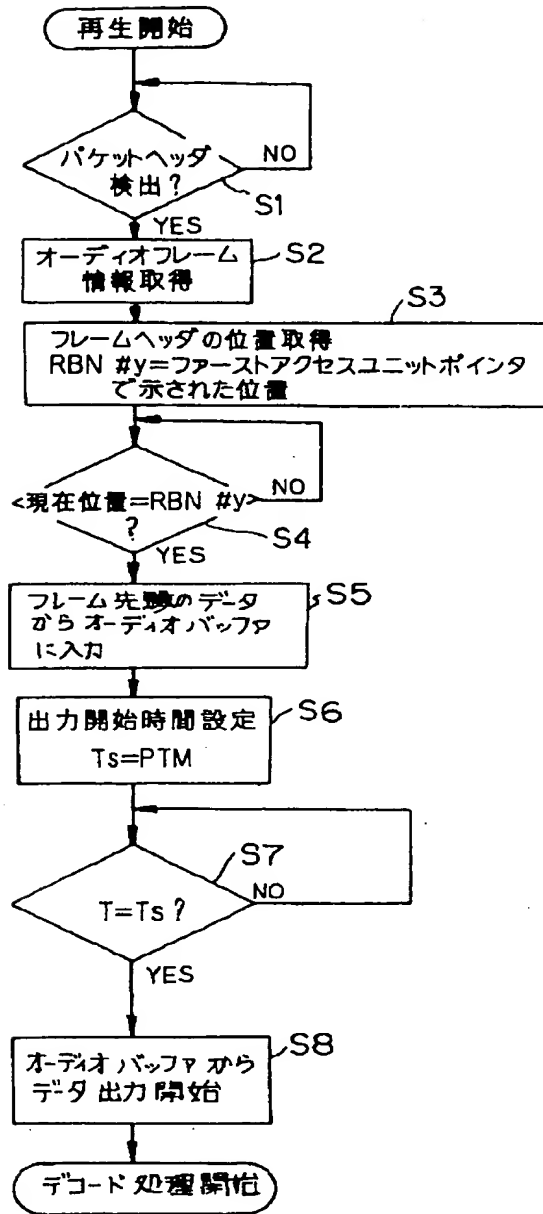 再生開始
パケットヘッダ
検出？
NO
S1
YES
オーディオフレーム
情報取得
S2
S3
フレームヘッダの位置取得
RBN #y=ファーストアクセスユニットポインタ
で示された位置
<現在位置=RBN #y>
？
NO
S4
YES
フレーム先頭のデータ
からオーディオバッファ
に入力
S5
出力開始時間設定
Ts=PTM
S6
S7
T=Ts？
NO
YES
オーディオバッファから
データ出力開始
S8
デコード処理開始